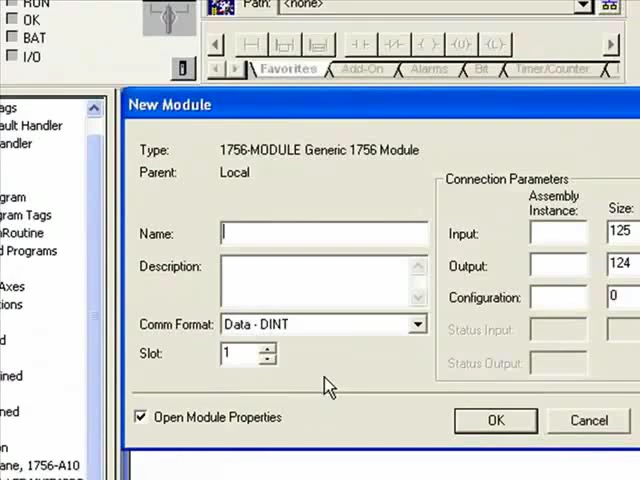 RUN
OK
BAT
I/O
Path: <none>
Favorites Add-On Alarms Bit Timer/Counter
New Module
Type: 1756-MODULE Generic 1756 Module
Parent: Local
Connection Parameters
Assembly
Instance: Size:
Name:
Input: 125
Description:
Output: 124
Configuration: 0
Comm Format: Data - DINT
Status Input:
Slot: 1
Status Output:
Open Module Properties
OK Cancel
ags
ault Handler
andler
gram
gram Tags
nRoutine
d Programs
Axes
tions
ined
ned
on
ane, 1756-A10